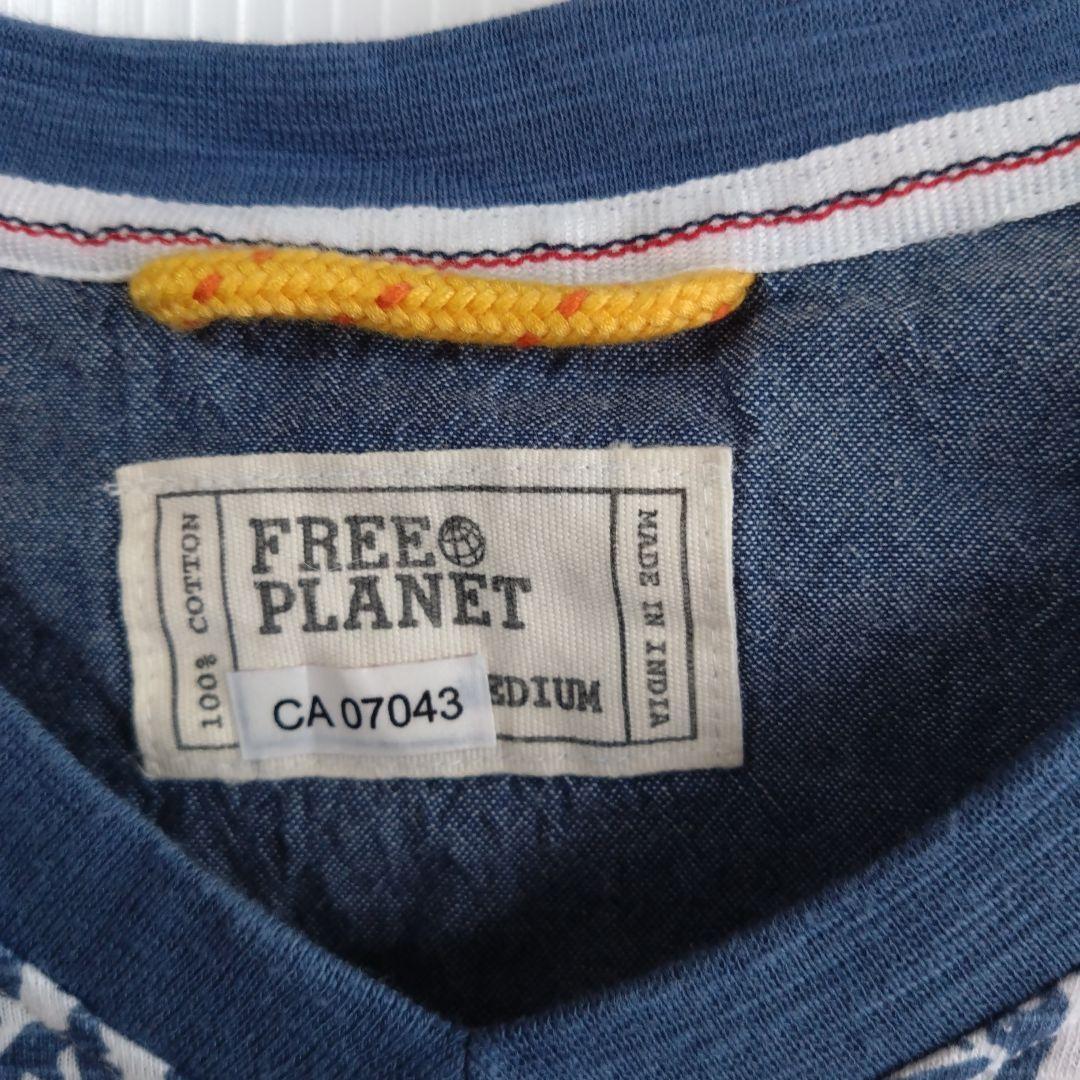 100% COTTON
FREE
PLANET
EDIUM
CA 07043
MADE IN INDIA